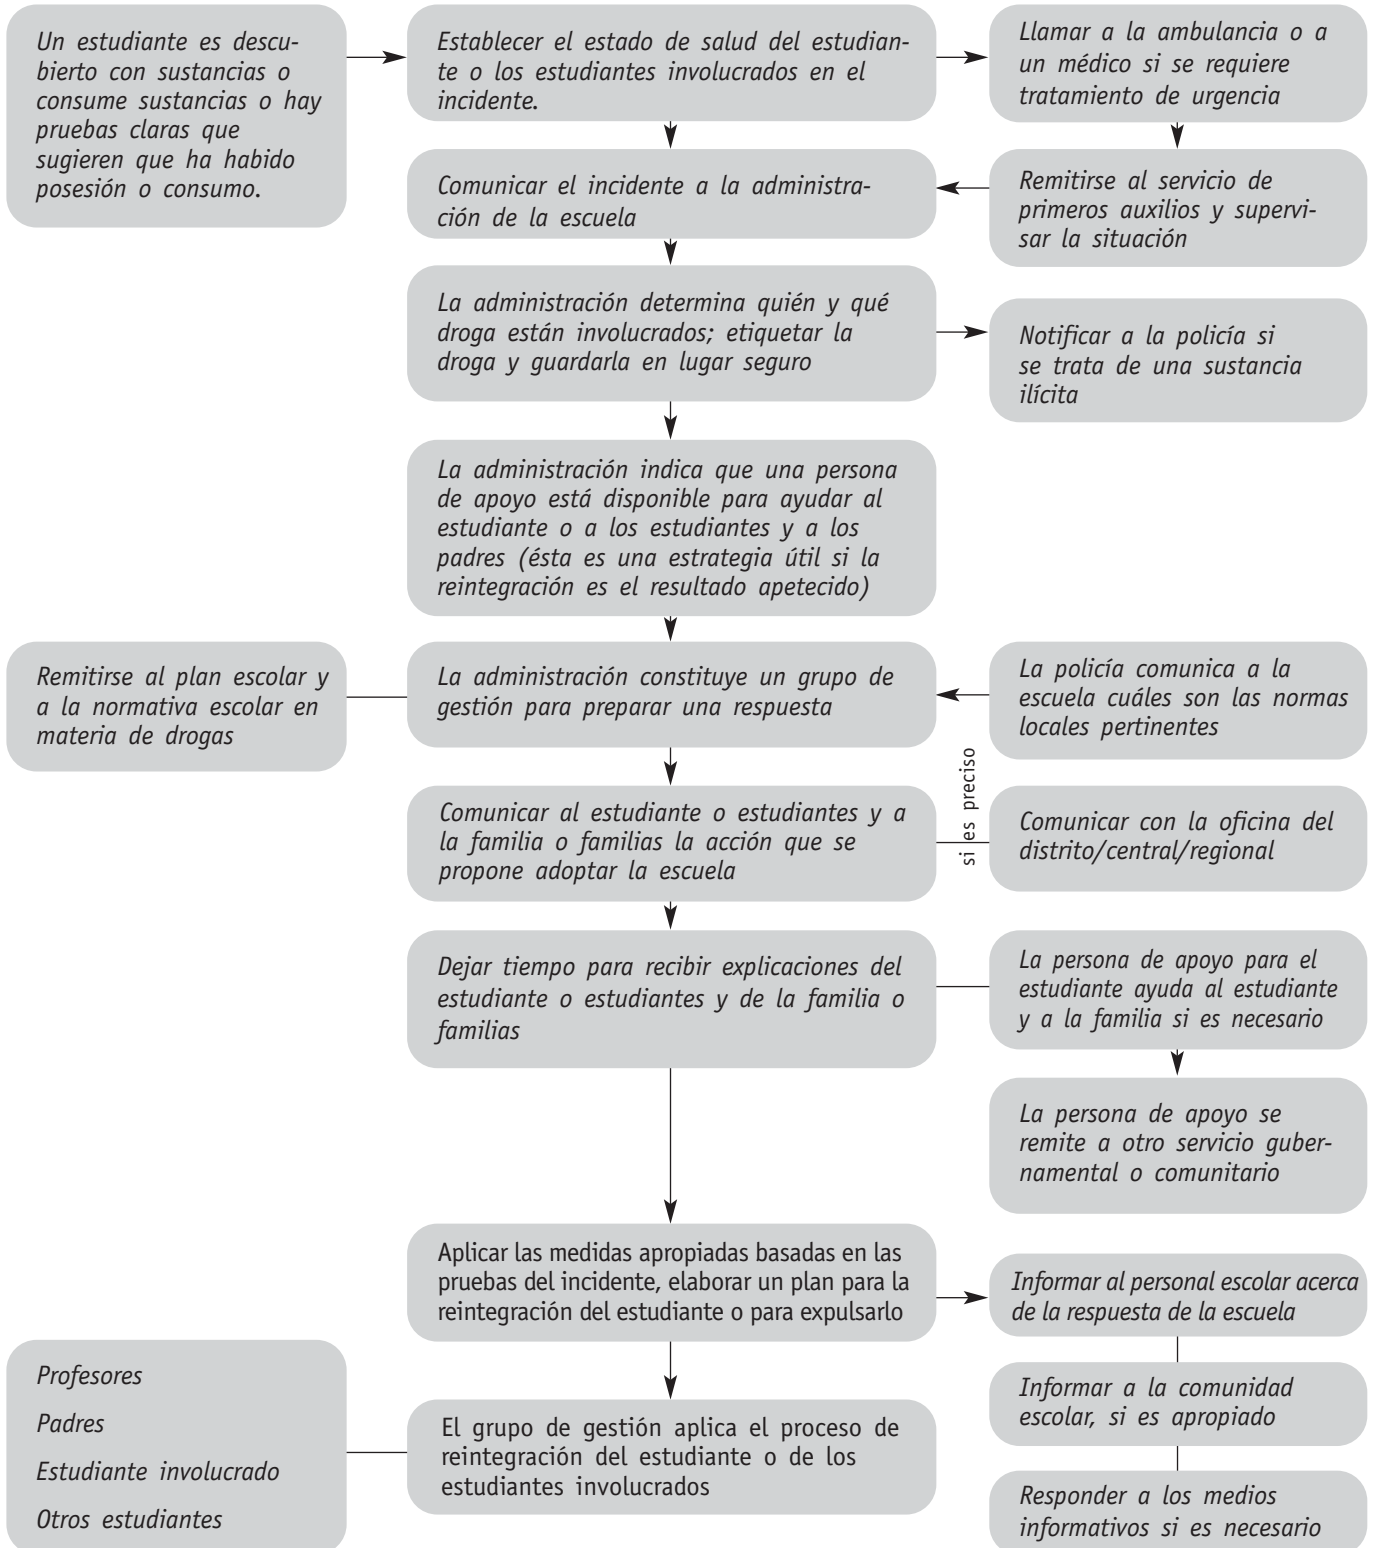 Un estudiante es descu-
bierto con sustancias o
consume sustancias o hay
pruebas claras que
sugieren que ha habido
posesión o consumo.
Establecer el estado de salud del estudian-
te o los estudiantes involucrados en el
incidente.
Llamar a la ambulancia o a
un médico si se requiere
tratamiento de urgencia
Comunicar el incidente a la administra-
ción de la escuela
Remitirse al servicio de
primeros auxilios y supervi-
sar la situación
La administración determina quién y qué
droga están involucrados; etiquetar la
droga y guardarla en lugar seguro
Notificar a la policía si
se trata de una sustancia
ilícita
La administración indica que una persona
de apoyo está disponible para ayudar al
estudiante o a los estudiantes y a los
padres (ésta es una estrategia útil si la
reintegración es el resultado apetecido)
Remitirse al plan escolar y
a la normativa escolar en
materia de drogas
La administración constituye un grupo de
gestión para preparar una respuesta
La policía comunica a la
escuela cuáles son las normas
locales pertinentes
Comunicar al estudiante o estudiantes y a
la familia o familias la acción que se
propone adoptar la escuela
si es preciso
Comunicar con la oficina del
distrito/central/regional
Dejar tiempo para recibir explicaciones del
estudiante o estudiantes y de la familia o
familias
La persona de apoyo para el
estudiante ayuda al estudiante
y a la familia si es necesario
La persona de apoyo se
remite a otro servicio guber-
namental o comunitario
Aplicar las medidas apropiadas basadas en las
pruebas del incidente, elaborar un plan para la
reintegración del estudiante o para expulsarlo
Informar al personal escolar acerca
de la respuesta de la escuela
Profesores
Padres
Estudiante involucrado
Otros estudiantes
El grupo de gestión aplica el proceso de
reintegración del estudiante o de los
estudiantes involucrados
Informar a la comunidad
escolar, si es apropiado
Responder a los medios
informativos si es necesario